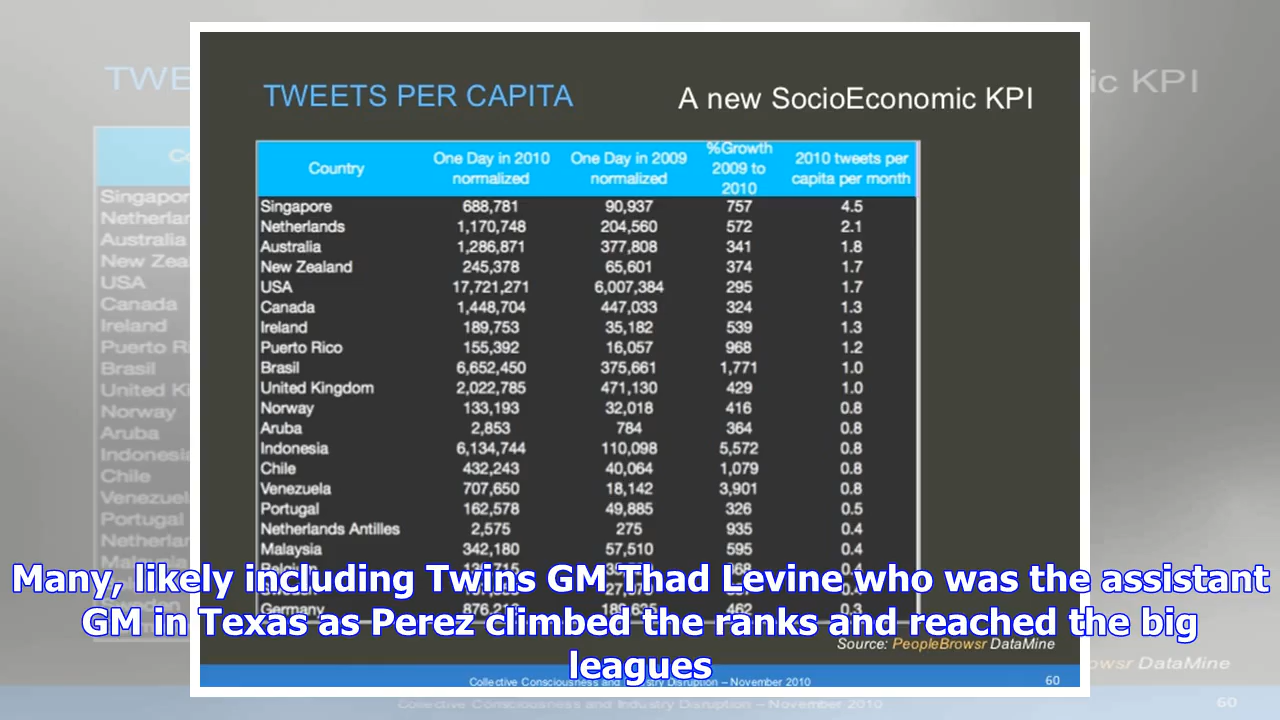 TWEETS PER CAPITA
A new SocioEconomic KPI
Country One Day in 2010 normalized One Day in 2009 normalized %Growth 2009 to 2010 2010 tweets per capita per month
Singapore 688,781 90,937 757 4.5
Netherlands 1,170,748 204,560 572 2.1
Australia 1,286,871 377,808 341 1.8
New Zealand 245,378 65,601 374 1.7
USA 17,721,271 6,007,384 295 1.7
Canada 1,448,704 447,033 324 1.3
Ireland 189,753 35,182 539 1.3
Puerto Rico 155,392 16,057 968 1.2
Brasil 6,652,450 375,661 1,771 1.0
United Kingdom 2,022,785 471,130 429 1.0
Norway 133,193 32,018 416 0.8
Aruba 2,853 784 364 0.8
Indonesia 6,134,744 110,098 5,572 0.8
Chile 432,243 40,064 1,079 0.8
Venezuela 707,650 18,142 3,901 0.8
Portugal 162,578 49,885 326 0.5
Netherlands Antilles 2,575 275 935 0.4
Malaysia 342,180 57,510 595 0.4
Germany 462 0.3
Many, likely including Twins GM Thad Levine who was the assistant
GM in Texas as Perez climbed the ranks and reached the big
leagues
Source: PeopleBrowsr DataMine
Collective Consciousness and Industry Disruption – November 2010 60